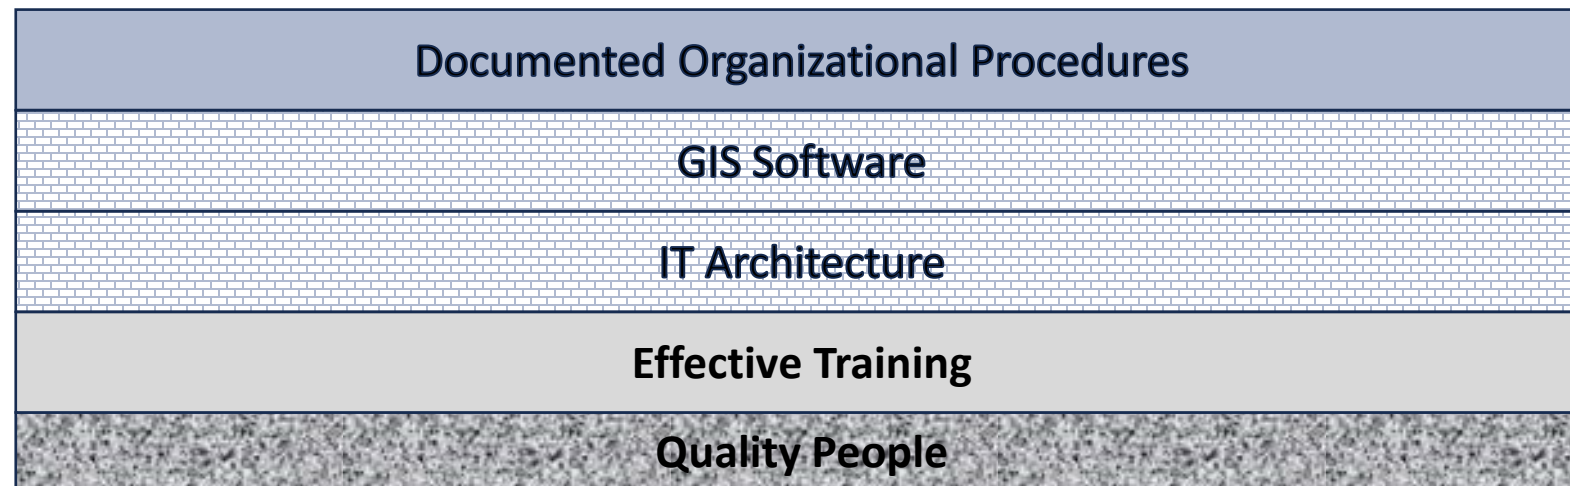 Documented Organizational Procedures
GIS Software
IT Architecture
Effective Training
Quality People